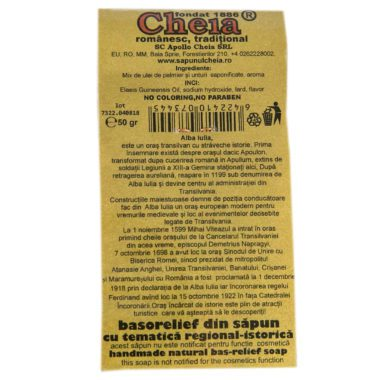 fondat 1886
Cheia ®
românesc, tradițional
SC Apollo Cheia SRL
EU, RO, MM, Baia Sprie, Forestierilor 210, +4.0262228002,
www.sapunulcheia.ro
Ingrediente:
Mix de ulei de palmier și unturi saponificate, aroma
INCI:
Elaeis Guineensis Oil, sodium hydroxide, lard, flavor
NO COLORING,NO PARABEN
lot
7322.040818
℮50 gr
6422410073445
Alba Iulia,
este un oraș transilvan cu străveche istorie. Prima
însemnare există despre orașul dacic Apoulon,
transformat dupa cucerirea romană in Apullum, extins de
soldații Legiunii a XIII-a Gemina staționați aici. După
retragerea aureliană, reapare in 1199 sub denumirea de
Alba Iulia și devine centru al administrației din
Transilvania.
Construcțiile maiestuoase demne de poziția conducătoare
fac din Alba Iulia un oraș european modern pentru
vremurile medievale și loc al evenimentelor decisive
legate de Transilvania.
La 1 noiembrie 1599 Mihai Viteazul a intrat în oras
primind cheile orașului de la Cancelarul Transilvaniei
din acea vreme, episcopul Demetrius Napragyi.
7 octombrie 1698 a avut loc la oraș Sinodul de Unire cu
Biserica Romei, sinod prezidat de mitropolitul
Atanasie Anghel, Unirea Transilvaniei, Banatului, Crișanei
și Maramureșului cu România a fost proclamată la 1 decembrie
1918 prin declarația de la Alba Iulia iar încoronarea regelui
Ferdinand avînd loc la 15 octombrie 1922 in fața Catedralei
Încoronării.Oraș încărcat de istorie este plin de atracții
turistice care vă așteaptă să le descoperiți!
basorelief din săpun
cu tematică regional-istorică
acest săpun nu este notificat pentru functie cosmetică
handmade natural bas-relief soap
this is not notified for the cosmetics function